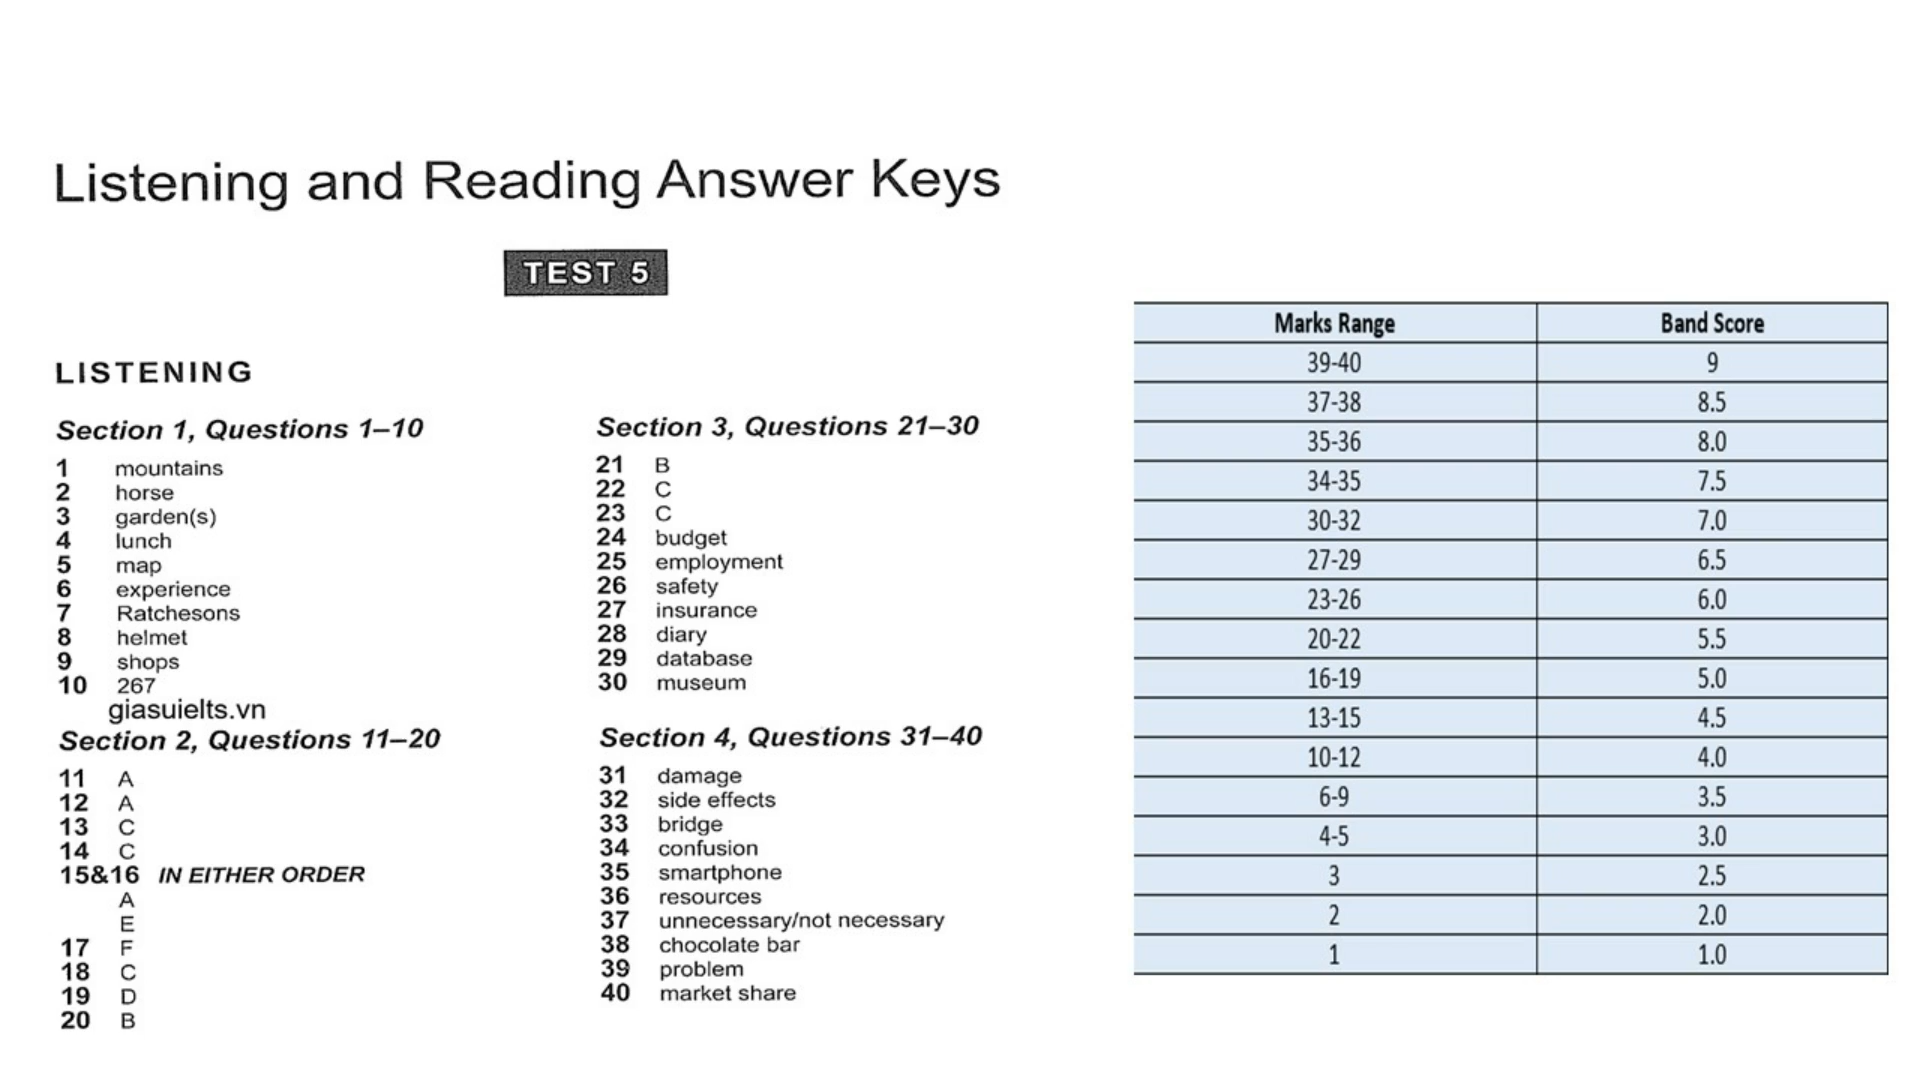 Listening and Reading Answer Keys
TEST 5
LISTENING
Section 1, Questions 1–10
1 mountains
2 horse
3 garden(s)
4 lunch
5 map
6 experience
7 Ratchesons
8 helmet
9 shops
10 267
giasuielts.vn
Section 2, Questions 11–20
11 A
12 A
13 C
14 C
15&16 IN EITHER ORDER
A
E
17 F
18 C
19 D
20 B
Section 3, Questions 21–30
21 B
22 C
23 C
24 budget
25 employment
26 safety
27 insurance
28 diary
29 database
30 museum
Section 4, Questions 31–40
31 damage
32 side effects
33 bridge
34 confusion
35 smartphone
36 resources
37 unnecessary/not necessary
38 chocolate bar
39 problem
40 market share
Marks Range Band Score
39-40 9
37-38 8.5
35-36 8.0
34-35 7.5
30-32 7.0
27-29 6.5
23-26 6.0
20-22 5.5
16-19 5.0
13-15 4.5
10-12 4.0
6-9 3.5
4-5 3.0
3 2.5
2 2.0
1 1.0